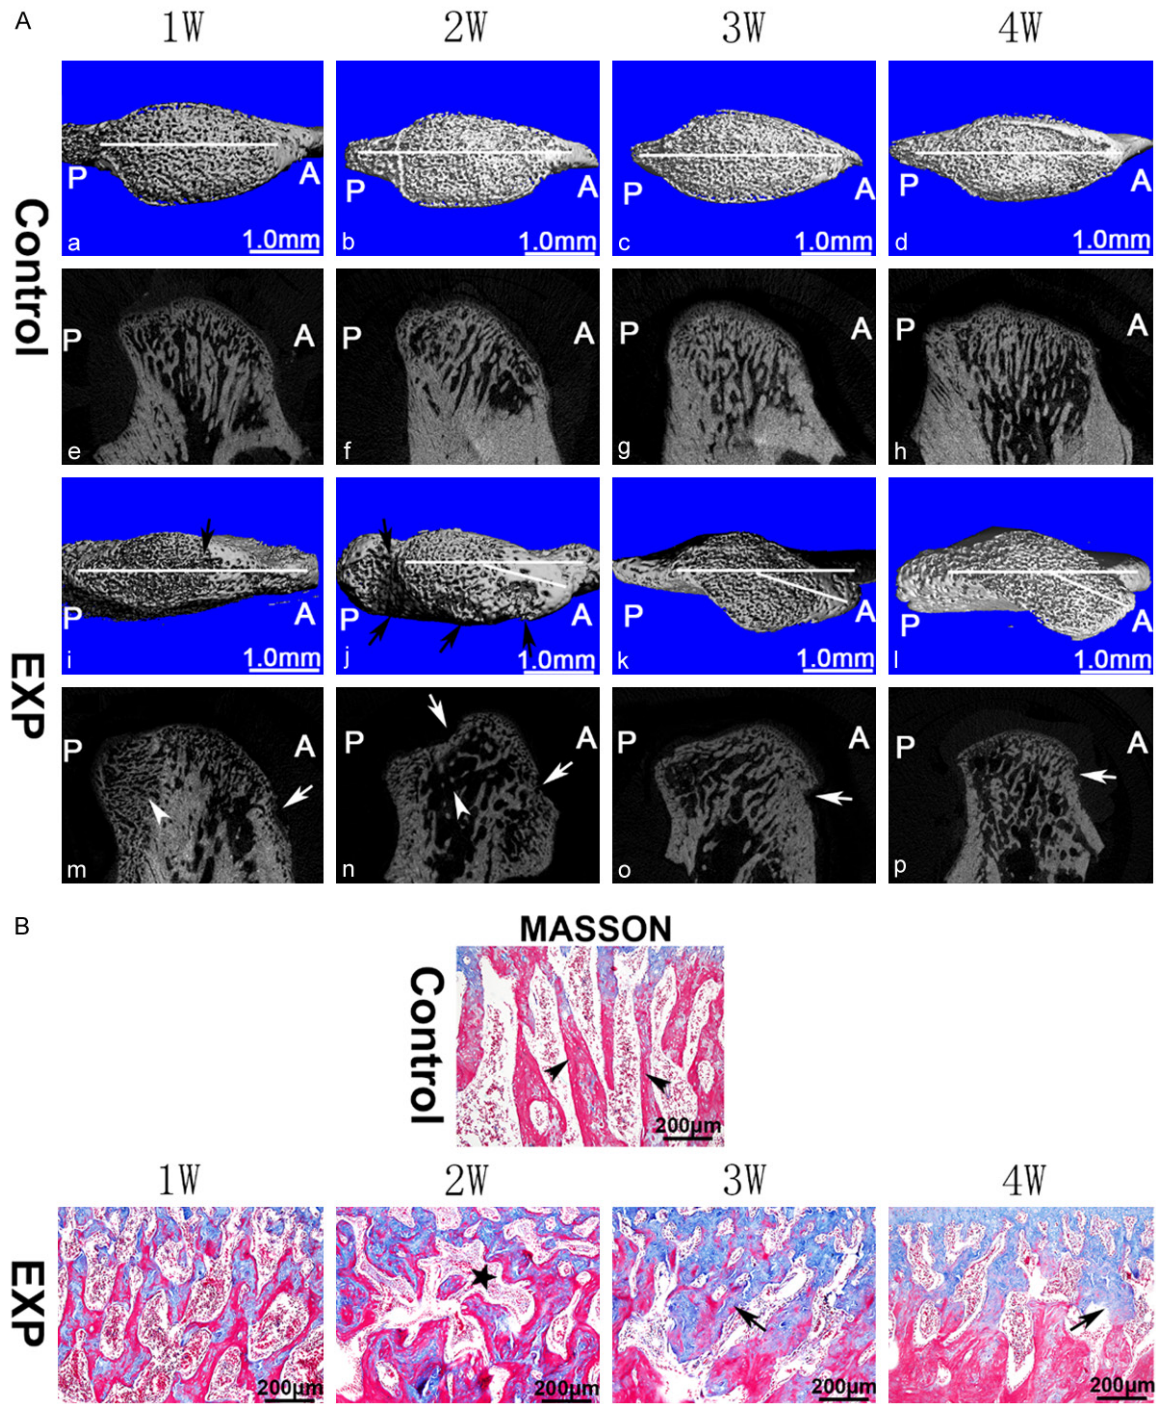 A
1W 2W 3W 4W
Control
P A a 1.0mm
P A b 1.0mm
P A c 1.0mm
P A d 1.0mm
P A e
P A f
P A g
P A h
EXP
P A i 1.0mm
P A j 1.0mm
P A k 1.0mm
P A l 1.0mm
P A m
P A n
P A o
P A p
B
MASSON
Control
200μm
1W 2W 3W 4W
EXP
200μm 200μm 200μm 200μm